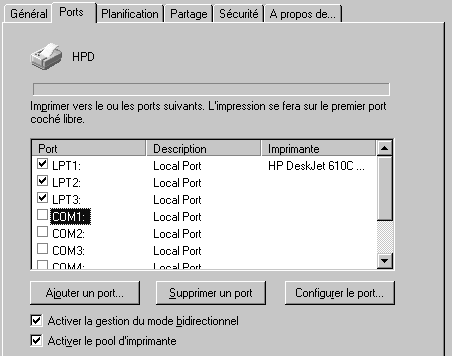 Général Ports Planification Partage Sécurité A propos de...
HPD
Imprimer vers le ou les ports suivants. L'impression se fera sur le premier port
coché libre.
Port Description Imprimante
LPT1: Local Port HP DeskJet 610C ...
LPT2: Local Port
LPT3: Local Port
COM1: Local Port
COM2: Local Port
COM3: Local Port
COM4: Local Port
Ajouter un port... Supprimer un port Configurer le port...
Activer la gestion du mode bidirectionnel
Activer le pool d'imprimante